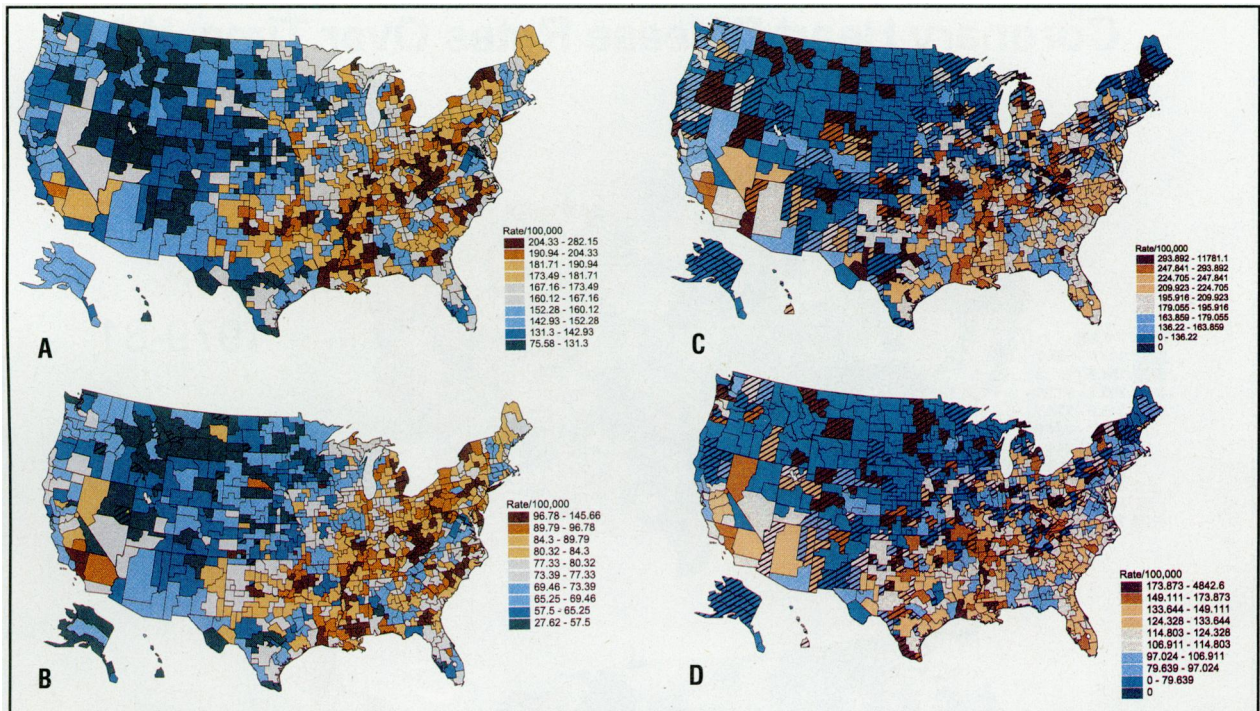 A
Rate/100,000
204.33 - 282.15
190.94 - 204.33
181.71 - 190.94
173.49 - 181.71
167.16 - 173.49
160.12 - 167.16
152.28 - 160.12
142.93 - 152.28
131.3 - 142.93
75.58 - 131.3
C
Rate/100,000
293.892 - 11781.1
247.841 - 293.892
224.705 - 247.841
209.923 - 224.705
195.916 - 209.923
179.055 - 195.916
163.859 - 179.055
136.22 - 163.859
0 - 136.22
0
B
Rate/100,000
96.78 - 145.66
89.79 - 96.78
84.3 - 89.79
80.32 - 84.3
77.33 - 80.32
73.39 - 77.33
69.46 - 73.39
65.25 - 69.46
57.5 - 65.25
27.62 - 57.5
D
Rate/100,000
173.873 - 4842.6
149.111 - 173.873
133.644 - 149.111
124.328 - 133.644
114.803 - 124.328
106.911 - 114.803
97.024 - 106.911
79.639 - 97.024
0 - 79.639
0